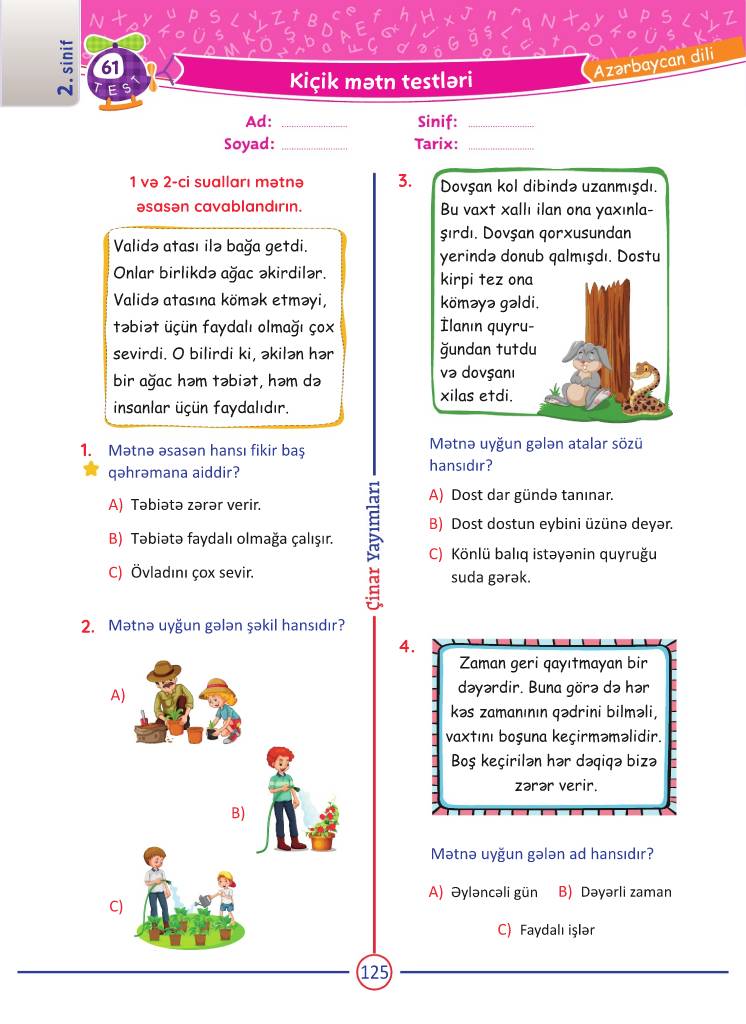 2. sinif
61
TEST
Kiçik mətn testləri
Azərbaycan dili
Ad:
Sinif:
Soyad:
Tarix:
1 və 2-ci sualları mətnə
əsasən cavablandırın.
Validə atası ilə bağa getdi.
Onlar birlikdə ağac əkirdilər.
Validə atasına kömək etməyi,
təbiət üçün faydalı olmağı çox
sevirdi. O bilirdi ki, əkilən hər
bir ağac həm təbiət, həm də
insanlar üçün faydalıdır.
1. Mətnə əsasən hansı fikir baş
qəhrəmana aiddir?
A) Təbiətə zərər verir.
B) Təbiətə faydalı olmağa çalışır.
C) Övladını çox sevir.
2. Mətnə uyğun gələn şəkil hansıdır?
A)
B)
C)
Çinar Yayımları
3.
Dovşan kol dibində uzanmışdı.
Bu vaxt xallı ilan ona yaxınla-
şırdı. Dovşan qorxusundan
yerində donub qalmışdı. Dostu
kirpi tez ona
köməyə gəldi.
İlanın quyru-
ğundan tutdu
və dovşanı
xilas etdi.
Mətnə uyğun gələn atalar sözü
hansıdır?
A) Dost dar gündə tanınar.
B) Dost dostun eybini üzünə deyər.
C) Könlü balıq istəyənin quyruğu
suda gərək.
4.
Zaman geri qayıtmayan bir
dəyərdir. Buna görə də hər
kəs zamanının qədrini bilməli,
vaxtını boşuna keçirməməlidir.
Boş keçirilən hər dəqiqə bizə
zərər verir.
Mətnə uyğun gələn ad hansıdır?
A) Əyləncəli gün B) Dəyərli zaman
C) Faydalı işlər
125